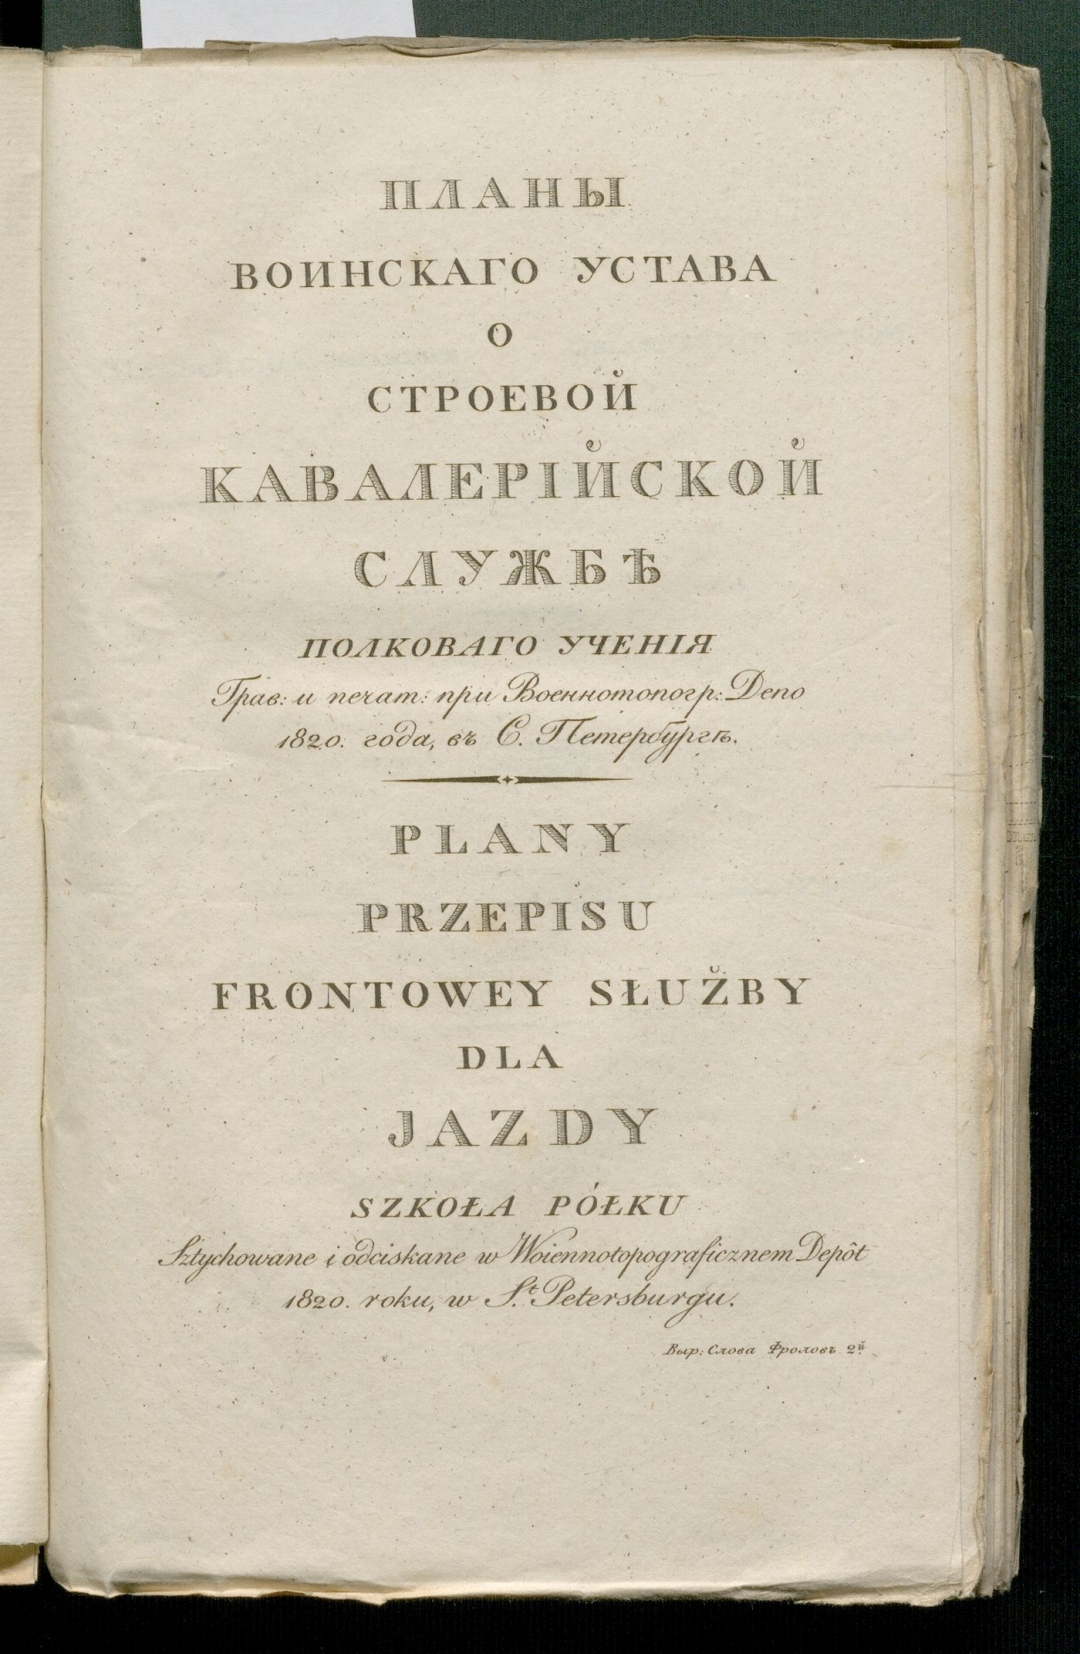 ПЛАНЫ
ВОИНСКАГО УСТАВА
О
СТРОЕВОЙ
КАВАЛЕРІЙСКОЙ
СЛУЖБѢ
ПОЛКОВАГО УЧЕНІЯ
Грав: и печат: при Военнотопогр: Депо
1820. года, въ С. Петербургѣ.
PLANY
PRZEPISU
FRONTOWEY SŁUŽBY
DLA
JAZDY
SZKOŁA PÓŁKU
Sztychowane i odciskane w Woiennotopograficznem Depôt
1820. roku, w St. Petersburgu.
Выр: Слова Фроловъ 2й